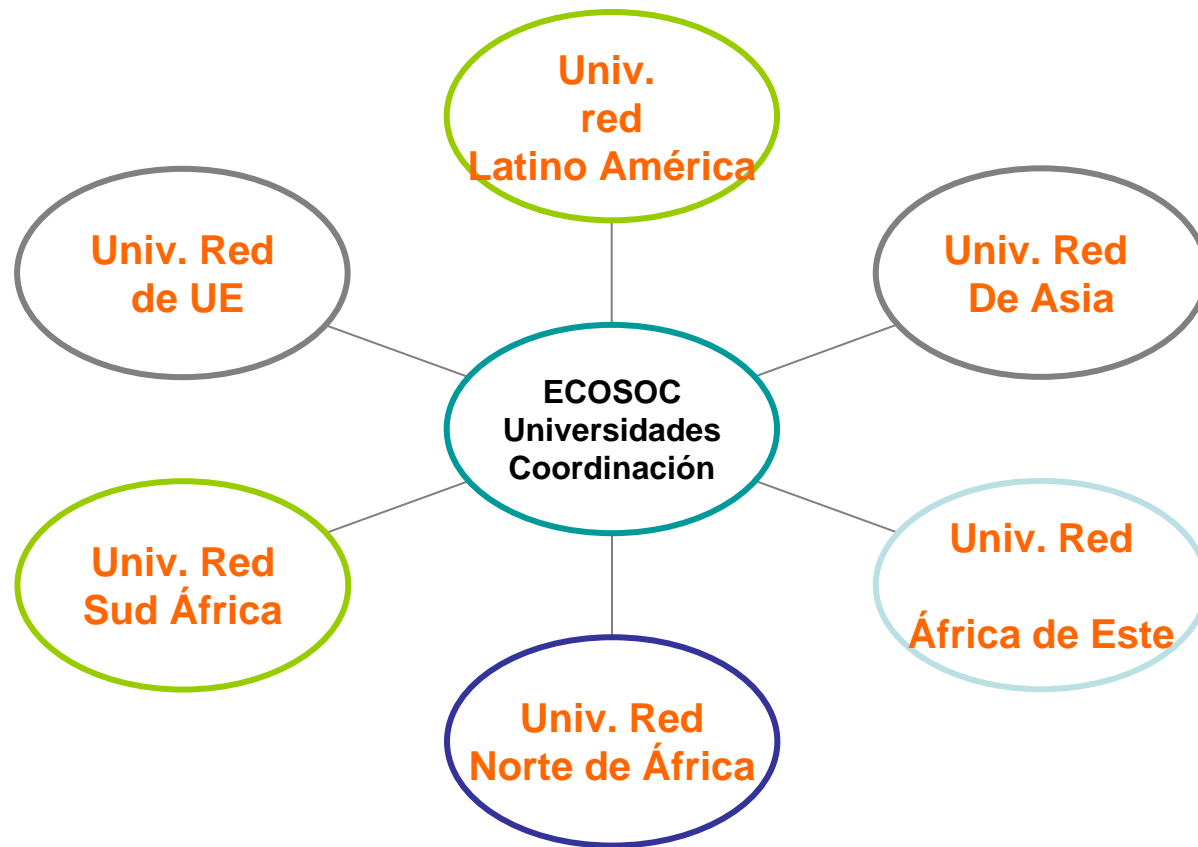 Univ.
red
Latino América
Univ. Red
de UE
Univ. Red
De Asia
ECOSOC
Universidades
Coordinación
Univ. Red
Sud África
Univ. Red
África de Este
Univ. Red
Norte de África